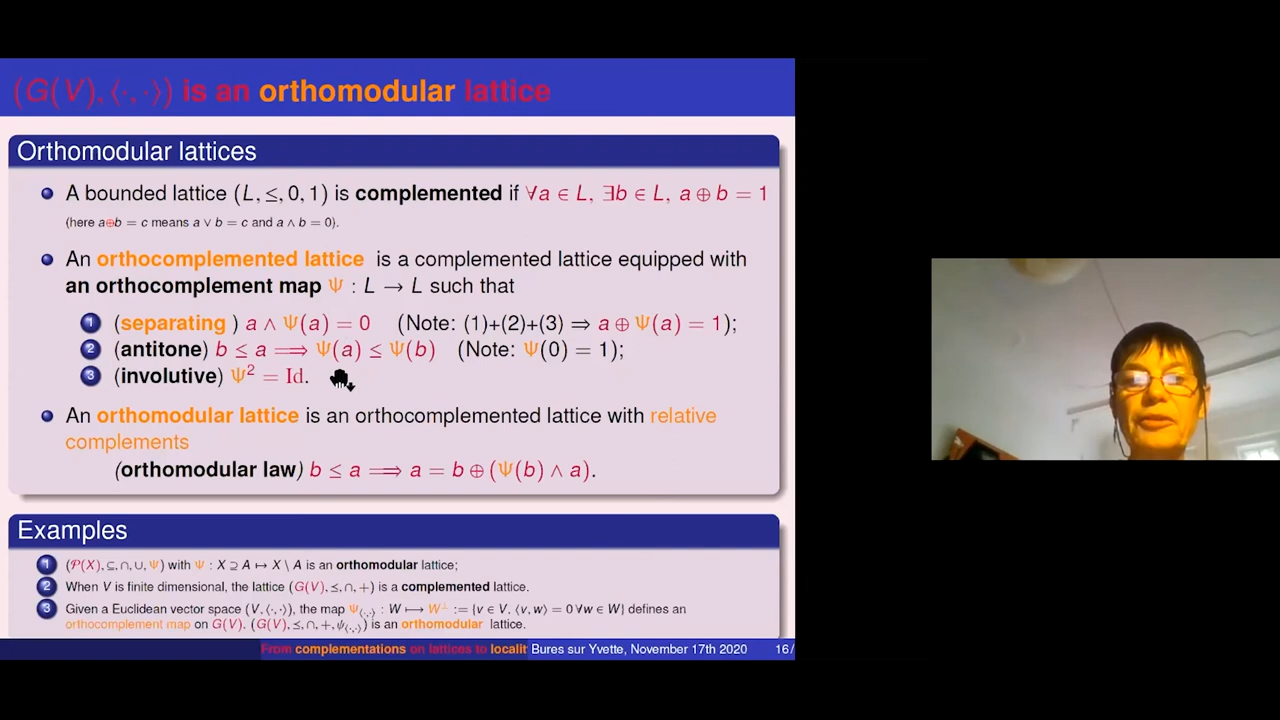 (G(V), ⟨·, ·⟩) is an orthomodular lattice
Orthomodular lattices
A bounded lattice (L, ≤, 0, 1) is complemented if ∀a ∈ L, ∃b ∈ L, a ⊕ b = 1
(here a⊕b = c means a ∨ b = c and a ∧ b = 0).
An orthocomplemented lattice is a complemented lattice equipped with
an orthocomplement map Ψ : L → L such that
1 (separating ) a ∧ Ψ(a) = 0 (Note: (1)+(2)+(3) ⇒ a ⊕ Ψ(a) = 1);
2 (antitone) b ≤ a ⟹ Ψ(a) ≤ Ψ(b) (Note: Ψ(0) = 1);
3 (involutive) Ψ² = Id.
An orthomodular lattice is an orthocomplemented lattice with relative
complements
(orthomodular law) b ≤ a ⟹ a = b ⊕ (Ψ(b) ∧ a).
Examples
1 (𝒫(X), ⊆, ∩, ∪, Ψ) with Ψ : X ⊇ A ↦ X \ A is an orthomodular lattice;
2 When V is finite dimensional, the lattice (G(V), ≤, ∩, +) is a complemented lattice.
3 Given a Euclidean vector space (V, ⟨·, ·⟩), the map Ψ⟨·,·⟩ : W ⟼ W⊥ := {v ∈ V, ⟨v, w⟩ = 0 ∀w ∈ W} defines an
orthocomplement map on G(V). (G(V), ≤, ∩, +, ψ⟨·,·⟩) is an orthomodular lattice.
From complementations on lattices to localit Bures sur Yvette, November 17th 2020 16/